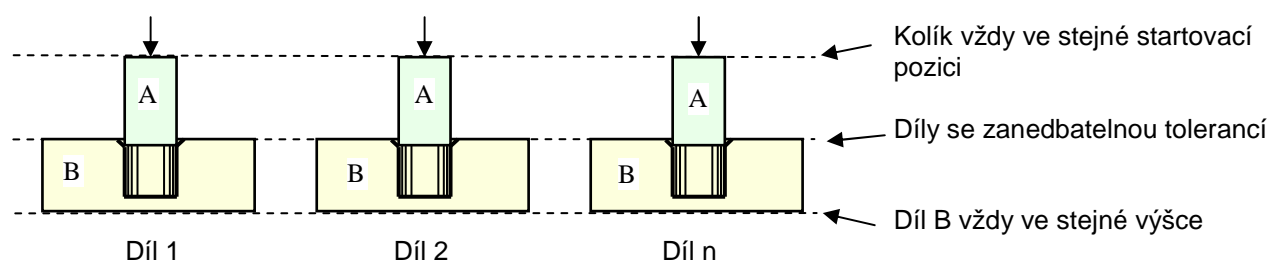 Kolík vždy ve stejné startovací
pozici
A
A
A
Díly se zanedbatelnou tolerancí
B
B
B
Díl B vždy ve stejné výšce
Díl 1
Díl 2
Díl n